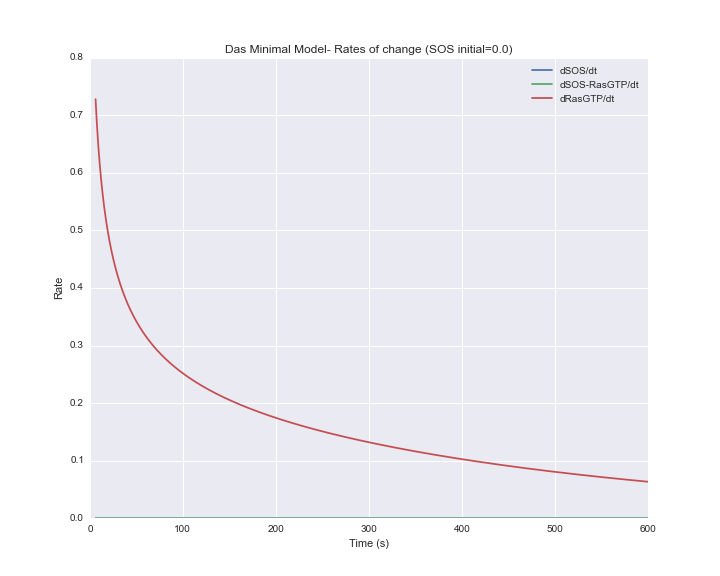 Das Minimal Model- Rates of change (SOS initial=0.0)
0.8
0.7
0.6
0.5
0.4
0.3
0.2
0.1
0.0
Rate
dSOS/dt
dSOS-RasGTP/dt
dRasGTP/dt
0 100 200 300 400 500 600
Time (s)